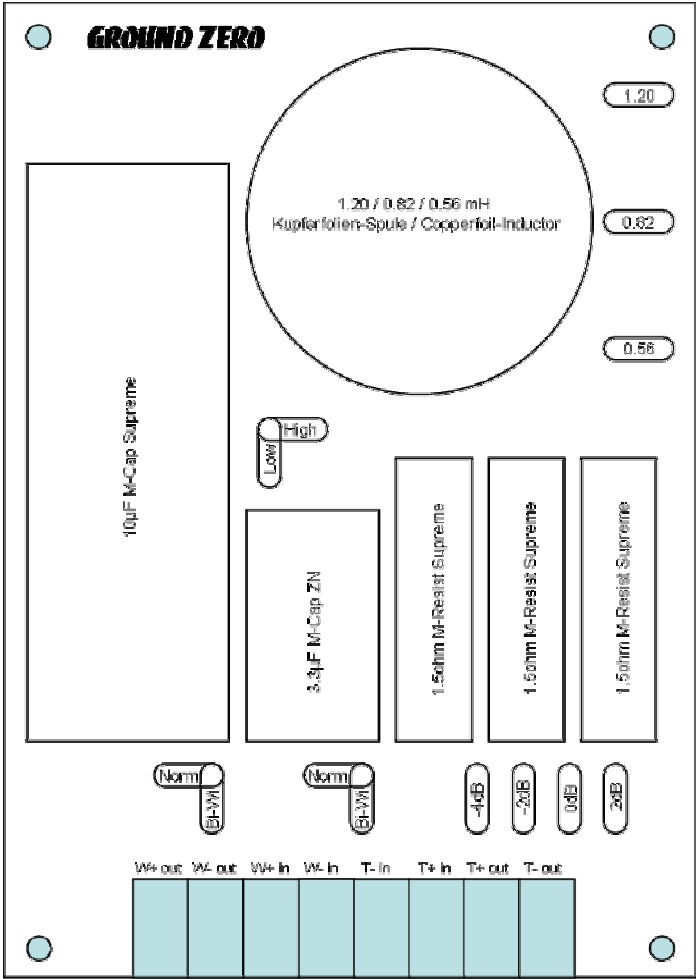 GROUND ZERO
1.20
1.20 / 0.82 / 0.56 mH
Kupferfolien-Spule / Copperfoil-Inductor
0.82
0.56
10µF M-Cap Supreme
High
Low
3.3µF M-Cap ZN
1.5ohm M-Resist Supreme
1.5ohm M-Resist Supreme
1.5ohm M-Resist Supreme
Norm
Bi-Wi
Norm
Bi-Wi
-4dB
-2dB
0dB
2dB
W+ out W- out W+ in W- in T- in T+ in T+ out T- out